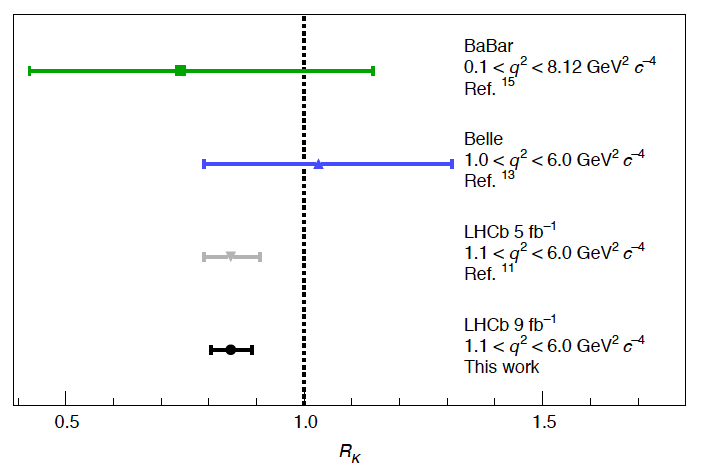 BaBar
0.1 < q² < 8.12 GeV² c⁻⁴
Ref. ¹⁵
Belle
1.0 < q² < 6.0 GeV² c⁻⁴
Ref. ¹³
LHCb 5 fb⁻¹
1.1 < q² < 6.0 GeV² c⁻⁴
Ref. ¹¹
LHCb 9 fb⁻¹
1.1 < q² < 6.0 GeV² c⁻⁴
This work
0.5 1.0 1.5
R_K